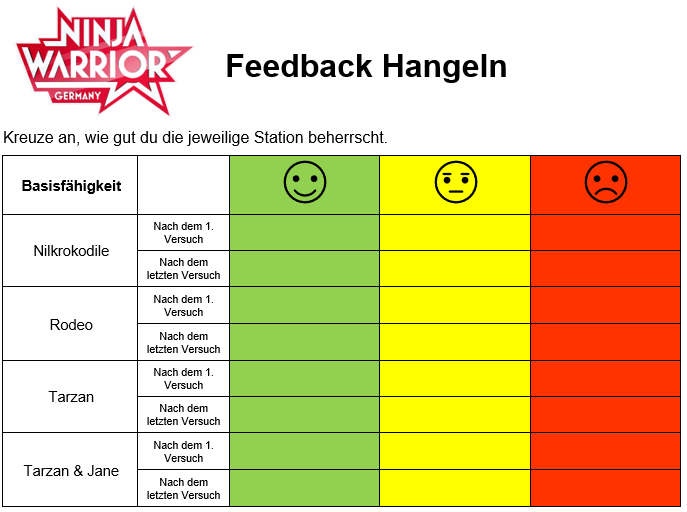 NINJA
WARRIOR
GERMANY
Feedback Hangeln
Kreuze an, wie gut du die jeweilige Station beherrscht.
Basisfähigkeit
Nilkrokodile
Nach dem 1.
Versuch
Nach dem
letzten Versuch
Rodeo
Nach dem 1.
Versuch
Nach dem
letzten Versuch
Tarzan
Nach dem 1.
Versuch
Nach dem
letzten Versuch
Tarzan & Jane
Nach dem 1.
Versuch
Nach dem
letzten Versuch